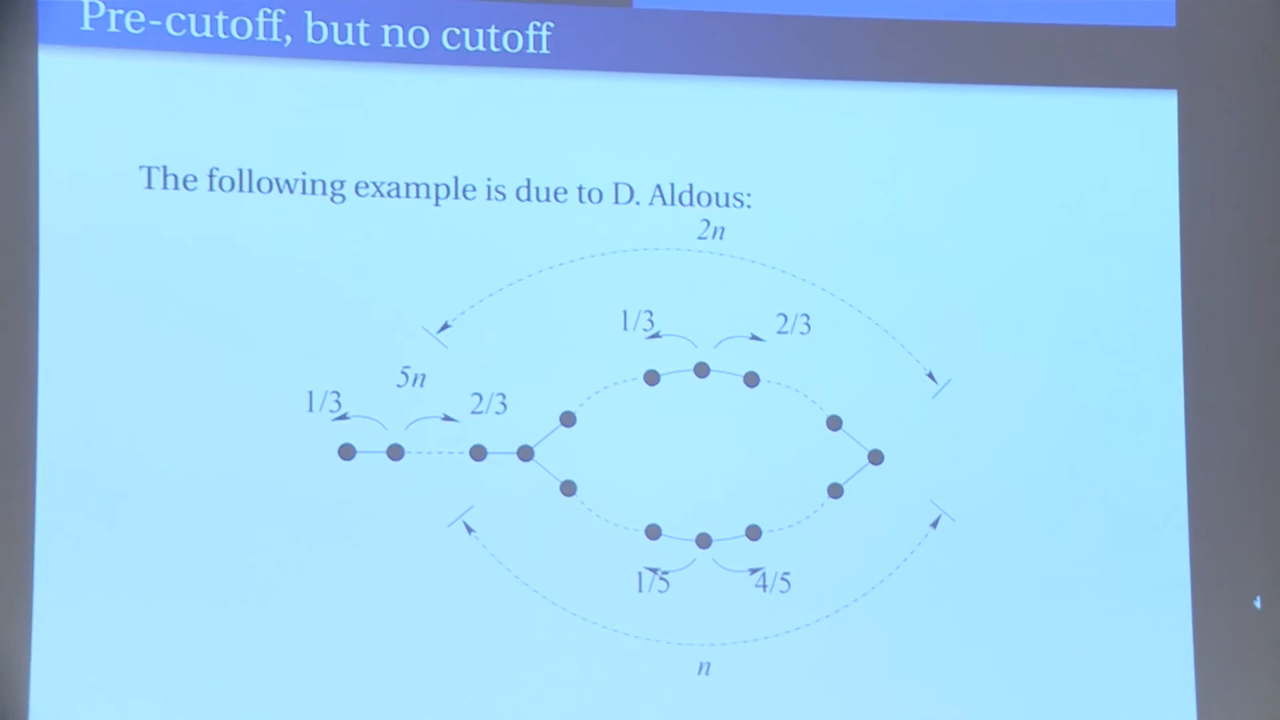 Pre-cutoff, but no cutoff
The following example is due to D. Aldous:
2n
1/3 2/3
5n
1/3 2/3
1/5 4/5
n